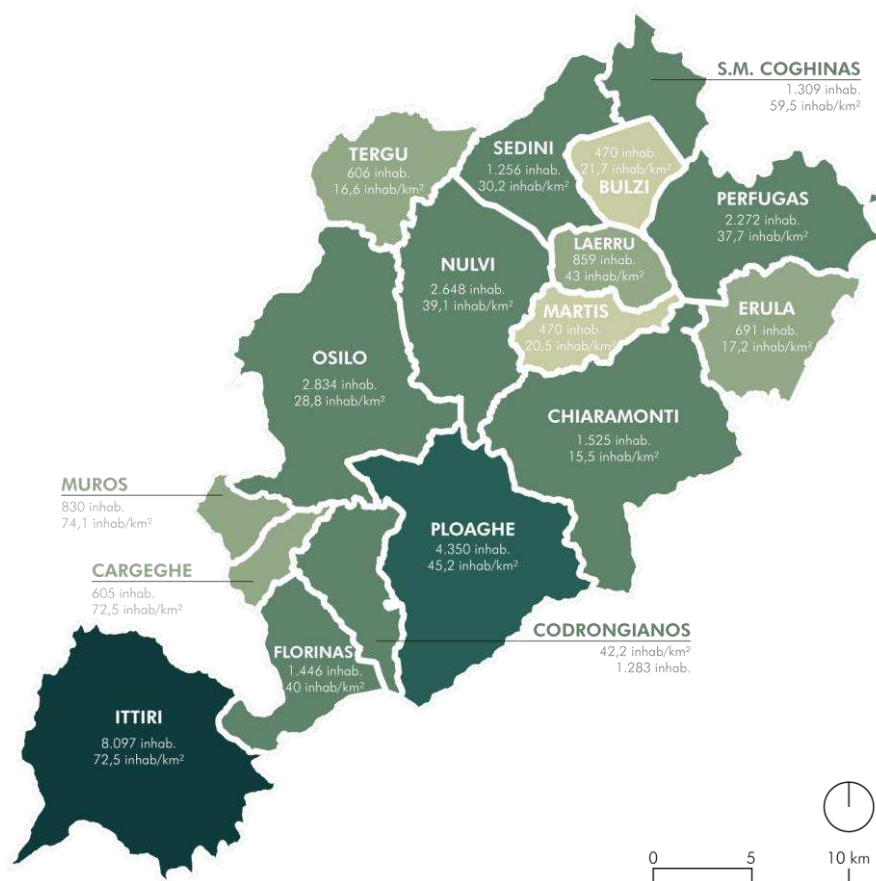 S.M. COGHINAS
1.309 inhab.
59,5 inhab/km²
TERGU
606 inhab.
16,6 inhab/km²
SEDINI
1.256 inhab.
30,2 inhab/km²
470 inhab.
21,7 inhab/km²
BULZI
PERFUGAS
2.272 inhab.
37,7 inhab/km²
LAERRU
859 inhab.
43 inhab/km²
NULVI
2.648 inhab.
39,1 inhab/km²
MARTIS
470 inhab.
20,5 inhab/km²
ERULA
691 inhab.
17,2 inhab/km²
OSILO
2.834 inhab.
28,8 inhab/km²
CHIARAMONTI
1.525 inhab.
15,5 inhab/km²
MUROS
830 inhab.
74,1 inhab/km²
PLOAGHE
4.350 inhab.
45,2 inhab/km²
CARGEGHE
605 inhab.
72,5 inhab/km²
CODRONGIANOS
42,2 inhab/km²
1.283 inhab.
FLORINAS
1.446 inhab.
40 inhab/km²
ITTIRI
8.097 inhab.
72,5 inhab/km²
0 5 10 km